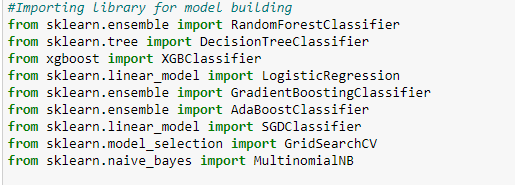 #Importing library for model building
from sklearn.ensemble import RandomForestClassifier
from sklearn.tree import DecisionTreeClassifier
from xgboost import XGBClassifier
from sklearn.linear_model import LogisticRegression
from sklearn.ensemble import GradientBoostingClassifier
from sklearn.ensemble import AdaBoostClassifier
from sklearn.linear_model import SGDClassifier
from sklearn.model_selection import GridSearchCV
from sklearn.naive_bayes import MultinomialNB